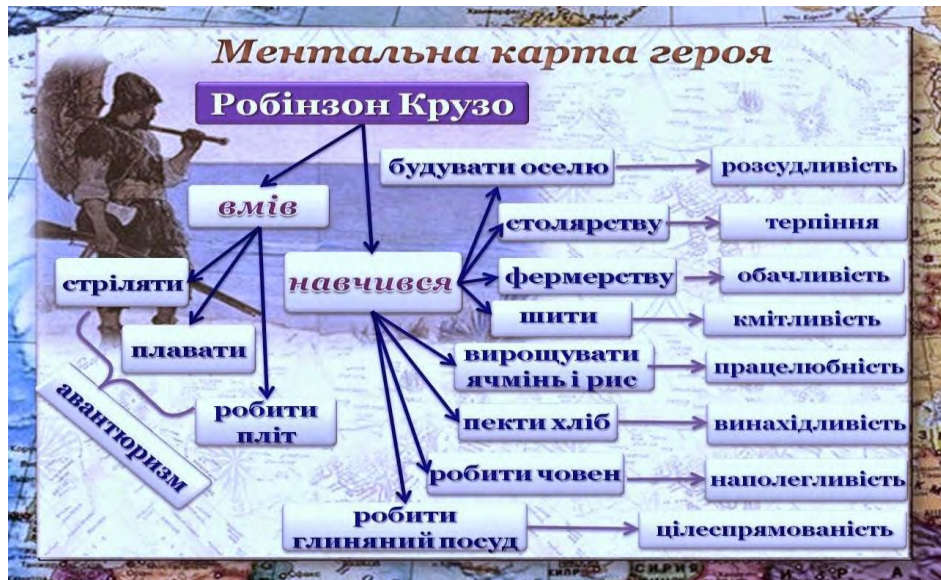 Ментальна карта героя
Робінзон Крузо
вмів
стріляти
плавати
робити
пліт
авантюризм
навчився
будувати оселю
розсудливість
столярству
терпіння
фермерству
обачливість
шити
кмітливість
вирощувати
ячмінь і рис
працелюбність
пекти хліб
винахідливість
робити човен
наполегливість
робити
глиняний посуд
цілеспрямованість
СИРИЯ